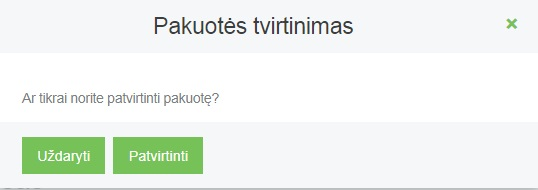 Pakuotės tvirtinimas
Ar tikrai norite patvirtinti pakuotę?
Uždaryti Patvirtinti